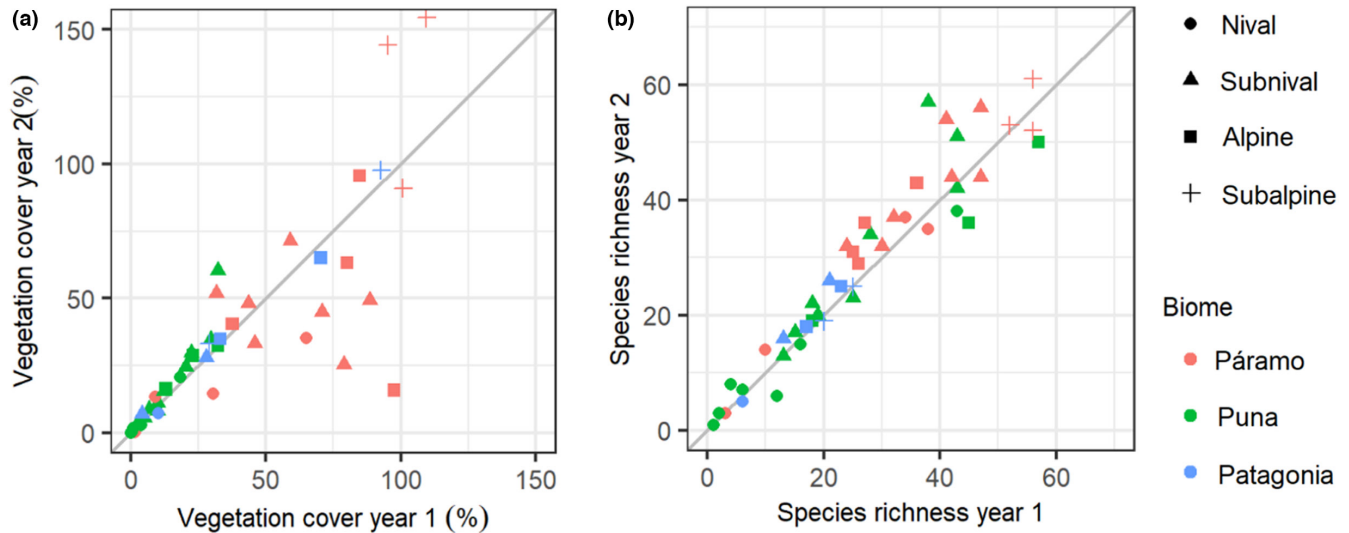 (a)
150
100
50
0
Vegetation cover year 2(%)
0 50 100 150
Vegetation cover year 1 (%)
(b)
60
40
20
0
Species richness year 2
0 20 40 60
Species richness year 1
Nival
Subnival
Alpine
Subalpine
Biome
Páramo
Puna
Patagonia